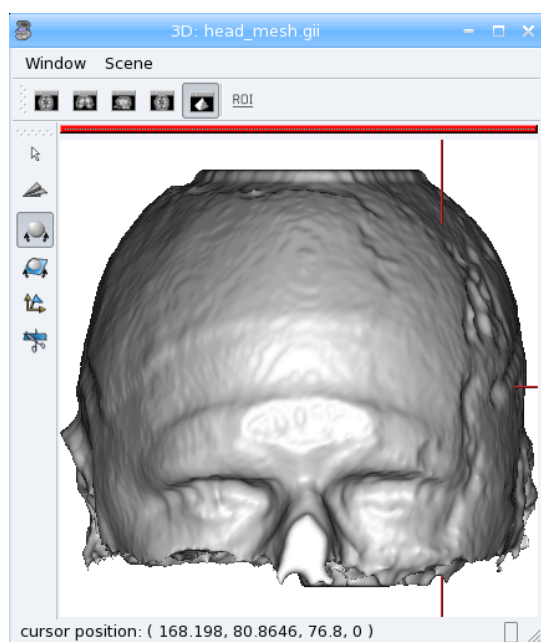 3D: head_mesh.gii
Window Scene
ROI
cursor position: ( 168.198, 80.8646, 76.8, 0 )